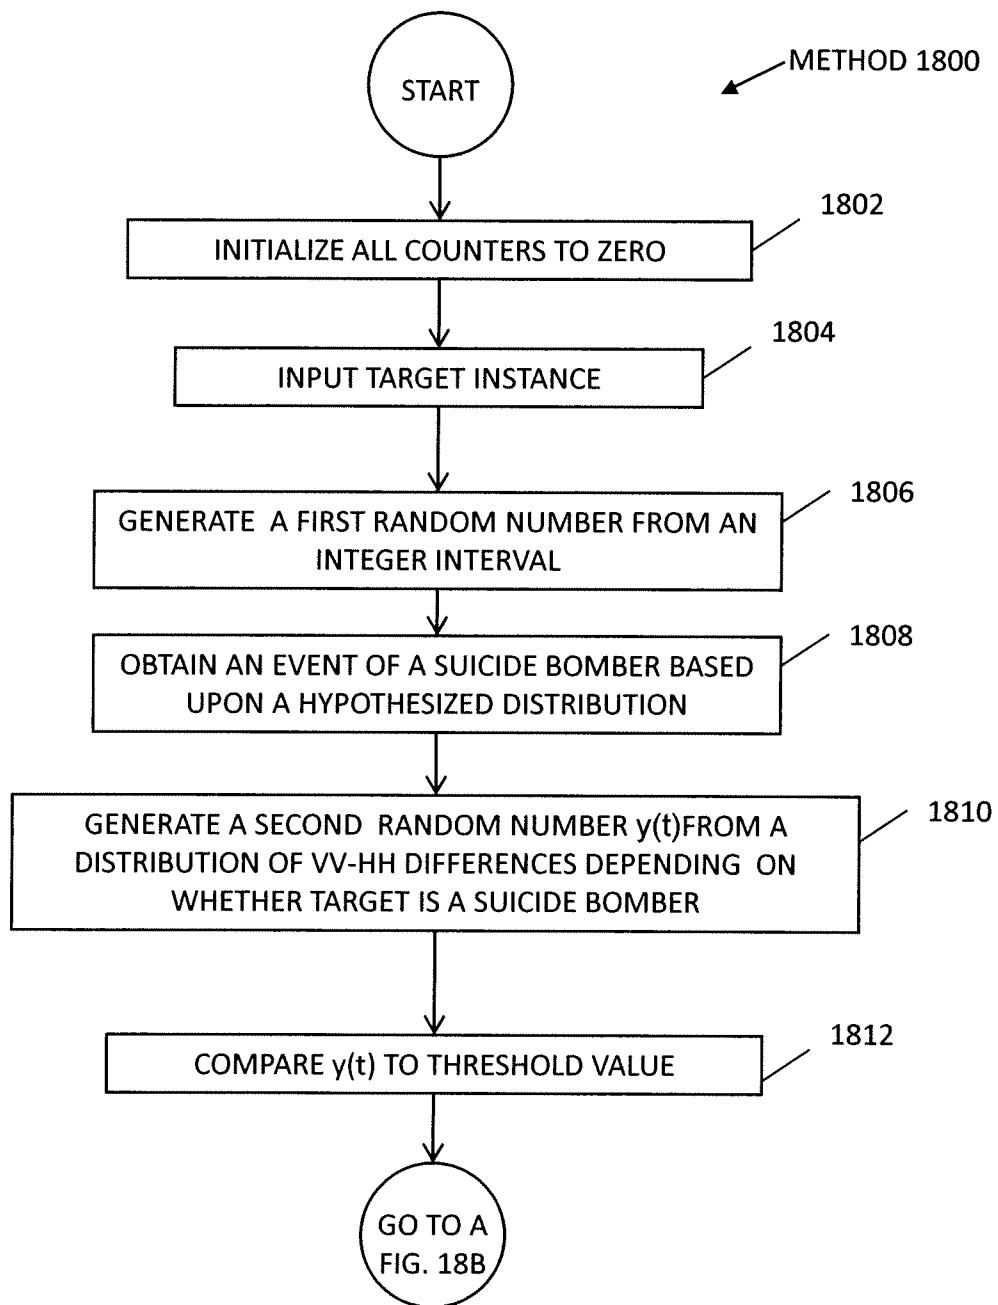 START
METHOD 1800
1802
INITIALIZE ALL COUNTERS TO ZERO
1804
INPUT TARGET INSTANCE
1806
GENERATE A FIRST RANDOM NUMBER FROM AN
INTEGER INTERVAL
1808
OBTAIN AN EVENT OF A SUICIDE BOMBER BASED
UPON A HYPOTHESIZED DISTRIBUTION
1810
GENERATE A SECOND RANDOM NUMBER y(t)FROM A
DISTRIBUTION OF VV-HH DIFFERENCES DEPENDING ON
WHETHER TARGET IS A SUICIDE BOMBER
1812
COMPARE y(t) TO THRESHOLD VALUE
GO TO A
FIG. 18B